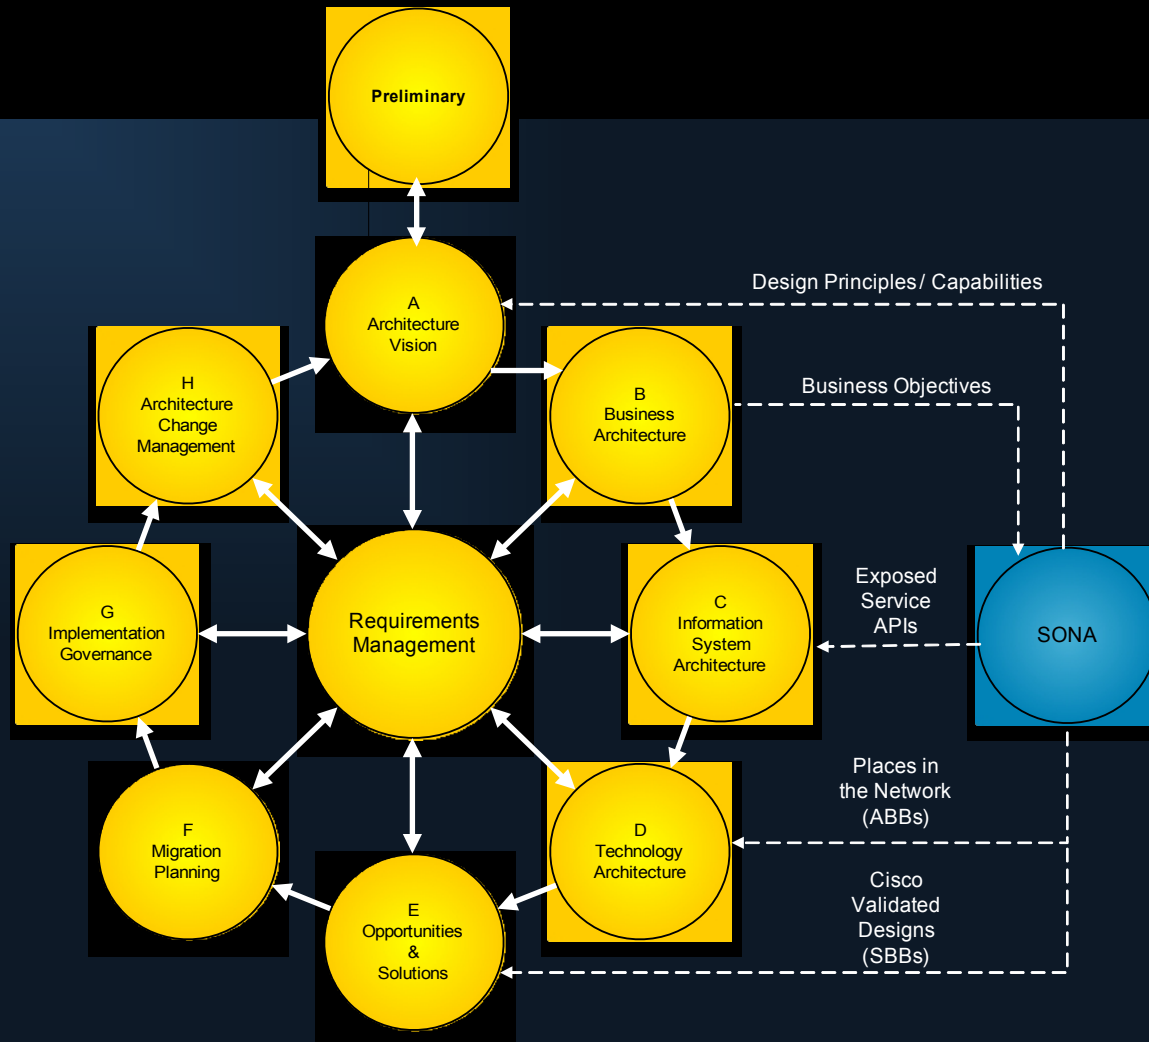 Preliminary
A
Architecture
Vision
Design Principles / Capabilities
H
Architecture
Change
Management
B
Business
Architecture
Business Objectives
G
Implementation
Governance
Requirements
Management
C
Information
System
Architecture
Exposed
Service
APIs
SONA
F
Migration
Planning
D
Technology
Architecture
Places in
the Network
(ABBs)
E
Opportunities
&
Solutions
Cisco
Validated
Designs
(SBBs)